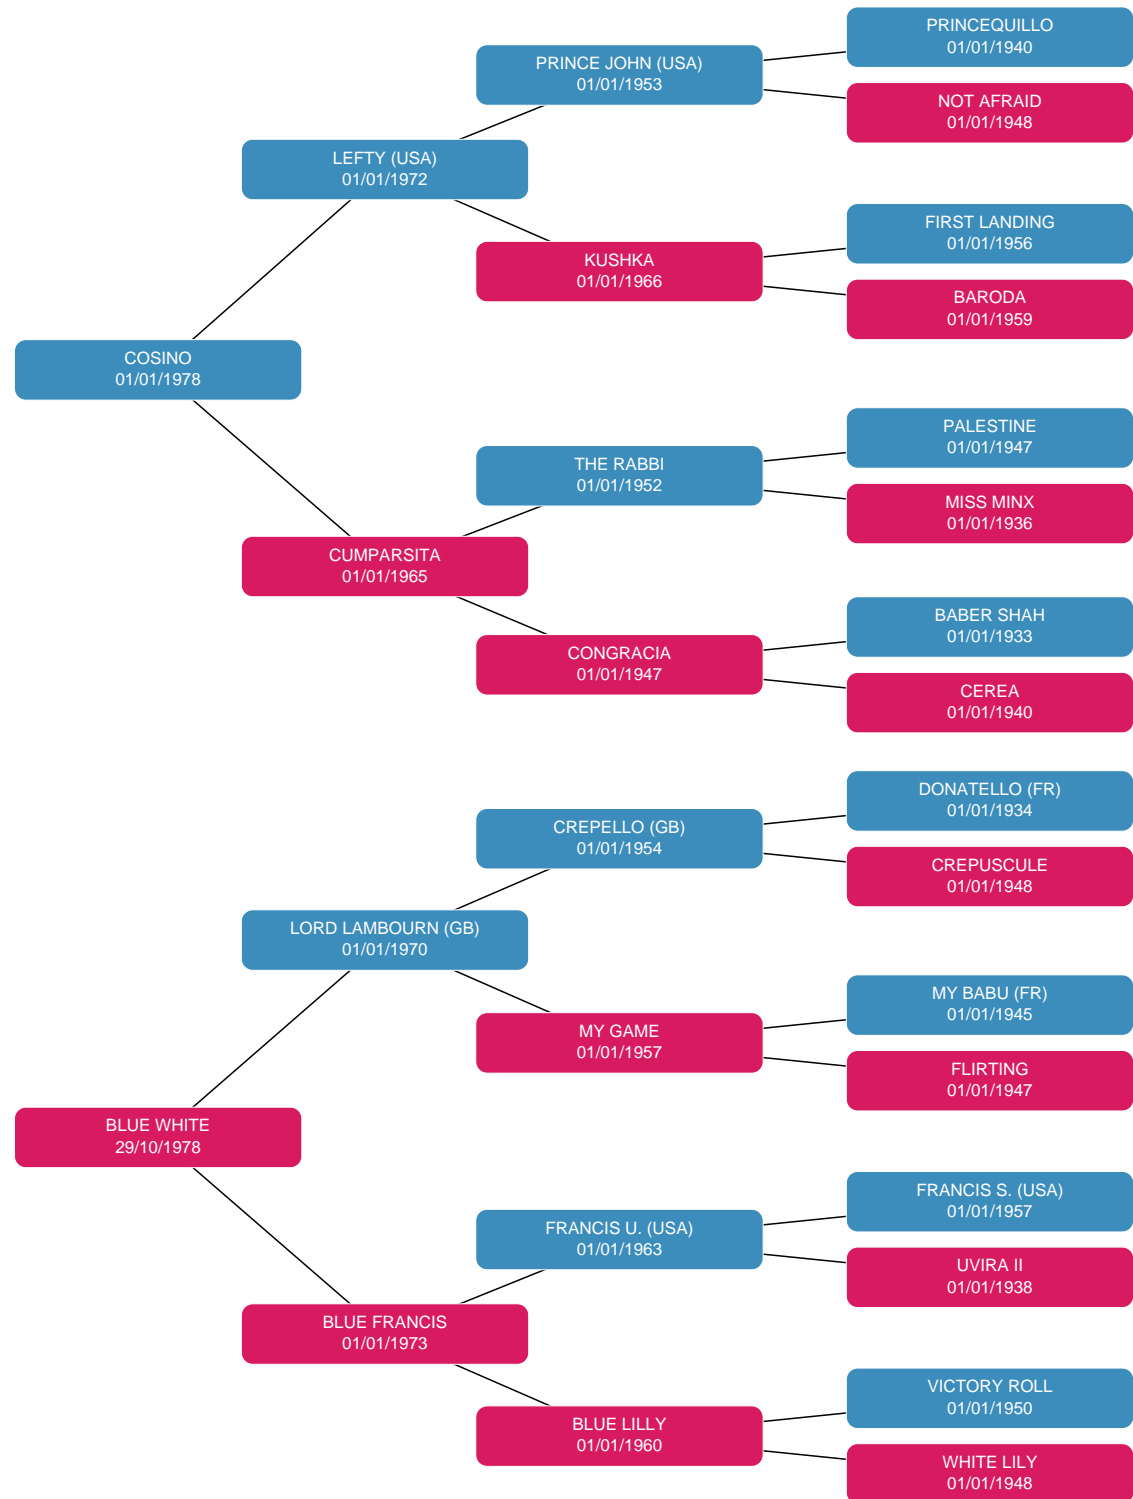 PRINCEQUILLO
01/01/1940
PRINCE JOHN (USA)
01/01/1953
NOT AFRAID
01/01/1948
LEFTY (USA)
01/01/1972
FIRST LANDING
01/01/1956
KUSHKA
01/01/1966
BARODA
01/01/1959
COSINO
01/01/1978
PALESTINE
01/01/1947
THE RABBI
01/01/1952
MISS MINX
01/01/1936
CUMPARSITA
01/01/1965
BABER SHAH
01/01/1933
CONGRACIA
01/01/1947
CEREA
01/01/1940
DONATELLO (FR)
01/01/1934
CREPELLO (GB)
01/01/1954
CREPUSCULE
01/01/1948
LORD LAMBOURN (GB)
01/01/1970
MY BABU (FR)
01/01/1945
MY GAME
01/01/1957
FLIRTING
01/01/1947
BLUE WHITE
29/10/1978
FRANCIS S. (USA)
01/01/1957
FRANCIS U. (USA)
01/01/1963
UVIRA II
01/01/1938
BLUE FRANCIS
01/01/1973
VICTORY ROLL
01/01/1950
BLUE LILLY
01/01/1960
WHITE LILY
01/01/1948